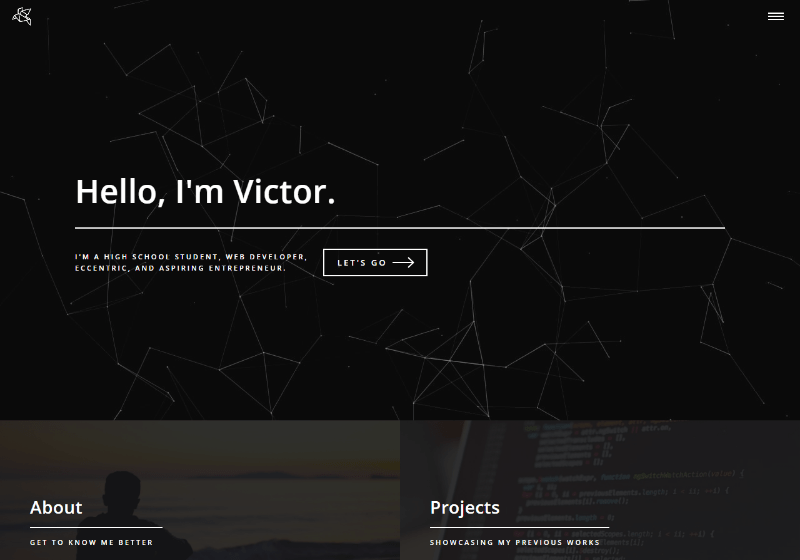 Hello, I'm Victor.
I'M A HIGH SCHOOL STUDENT, WEB DEVELOPER,
ECCENTRIC, AND ASPIRING ENTREPRENEUR.
LET'S GO
About
GET TO KNOW ME BETTER
Projects
SHOWCASING MY PREVIOUS WORKS